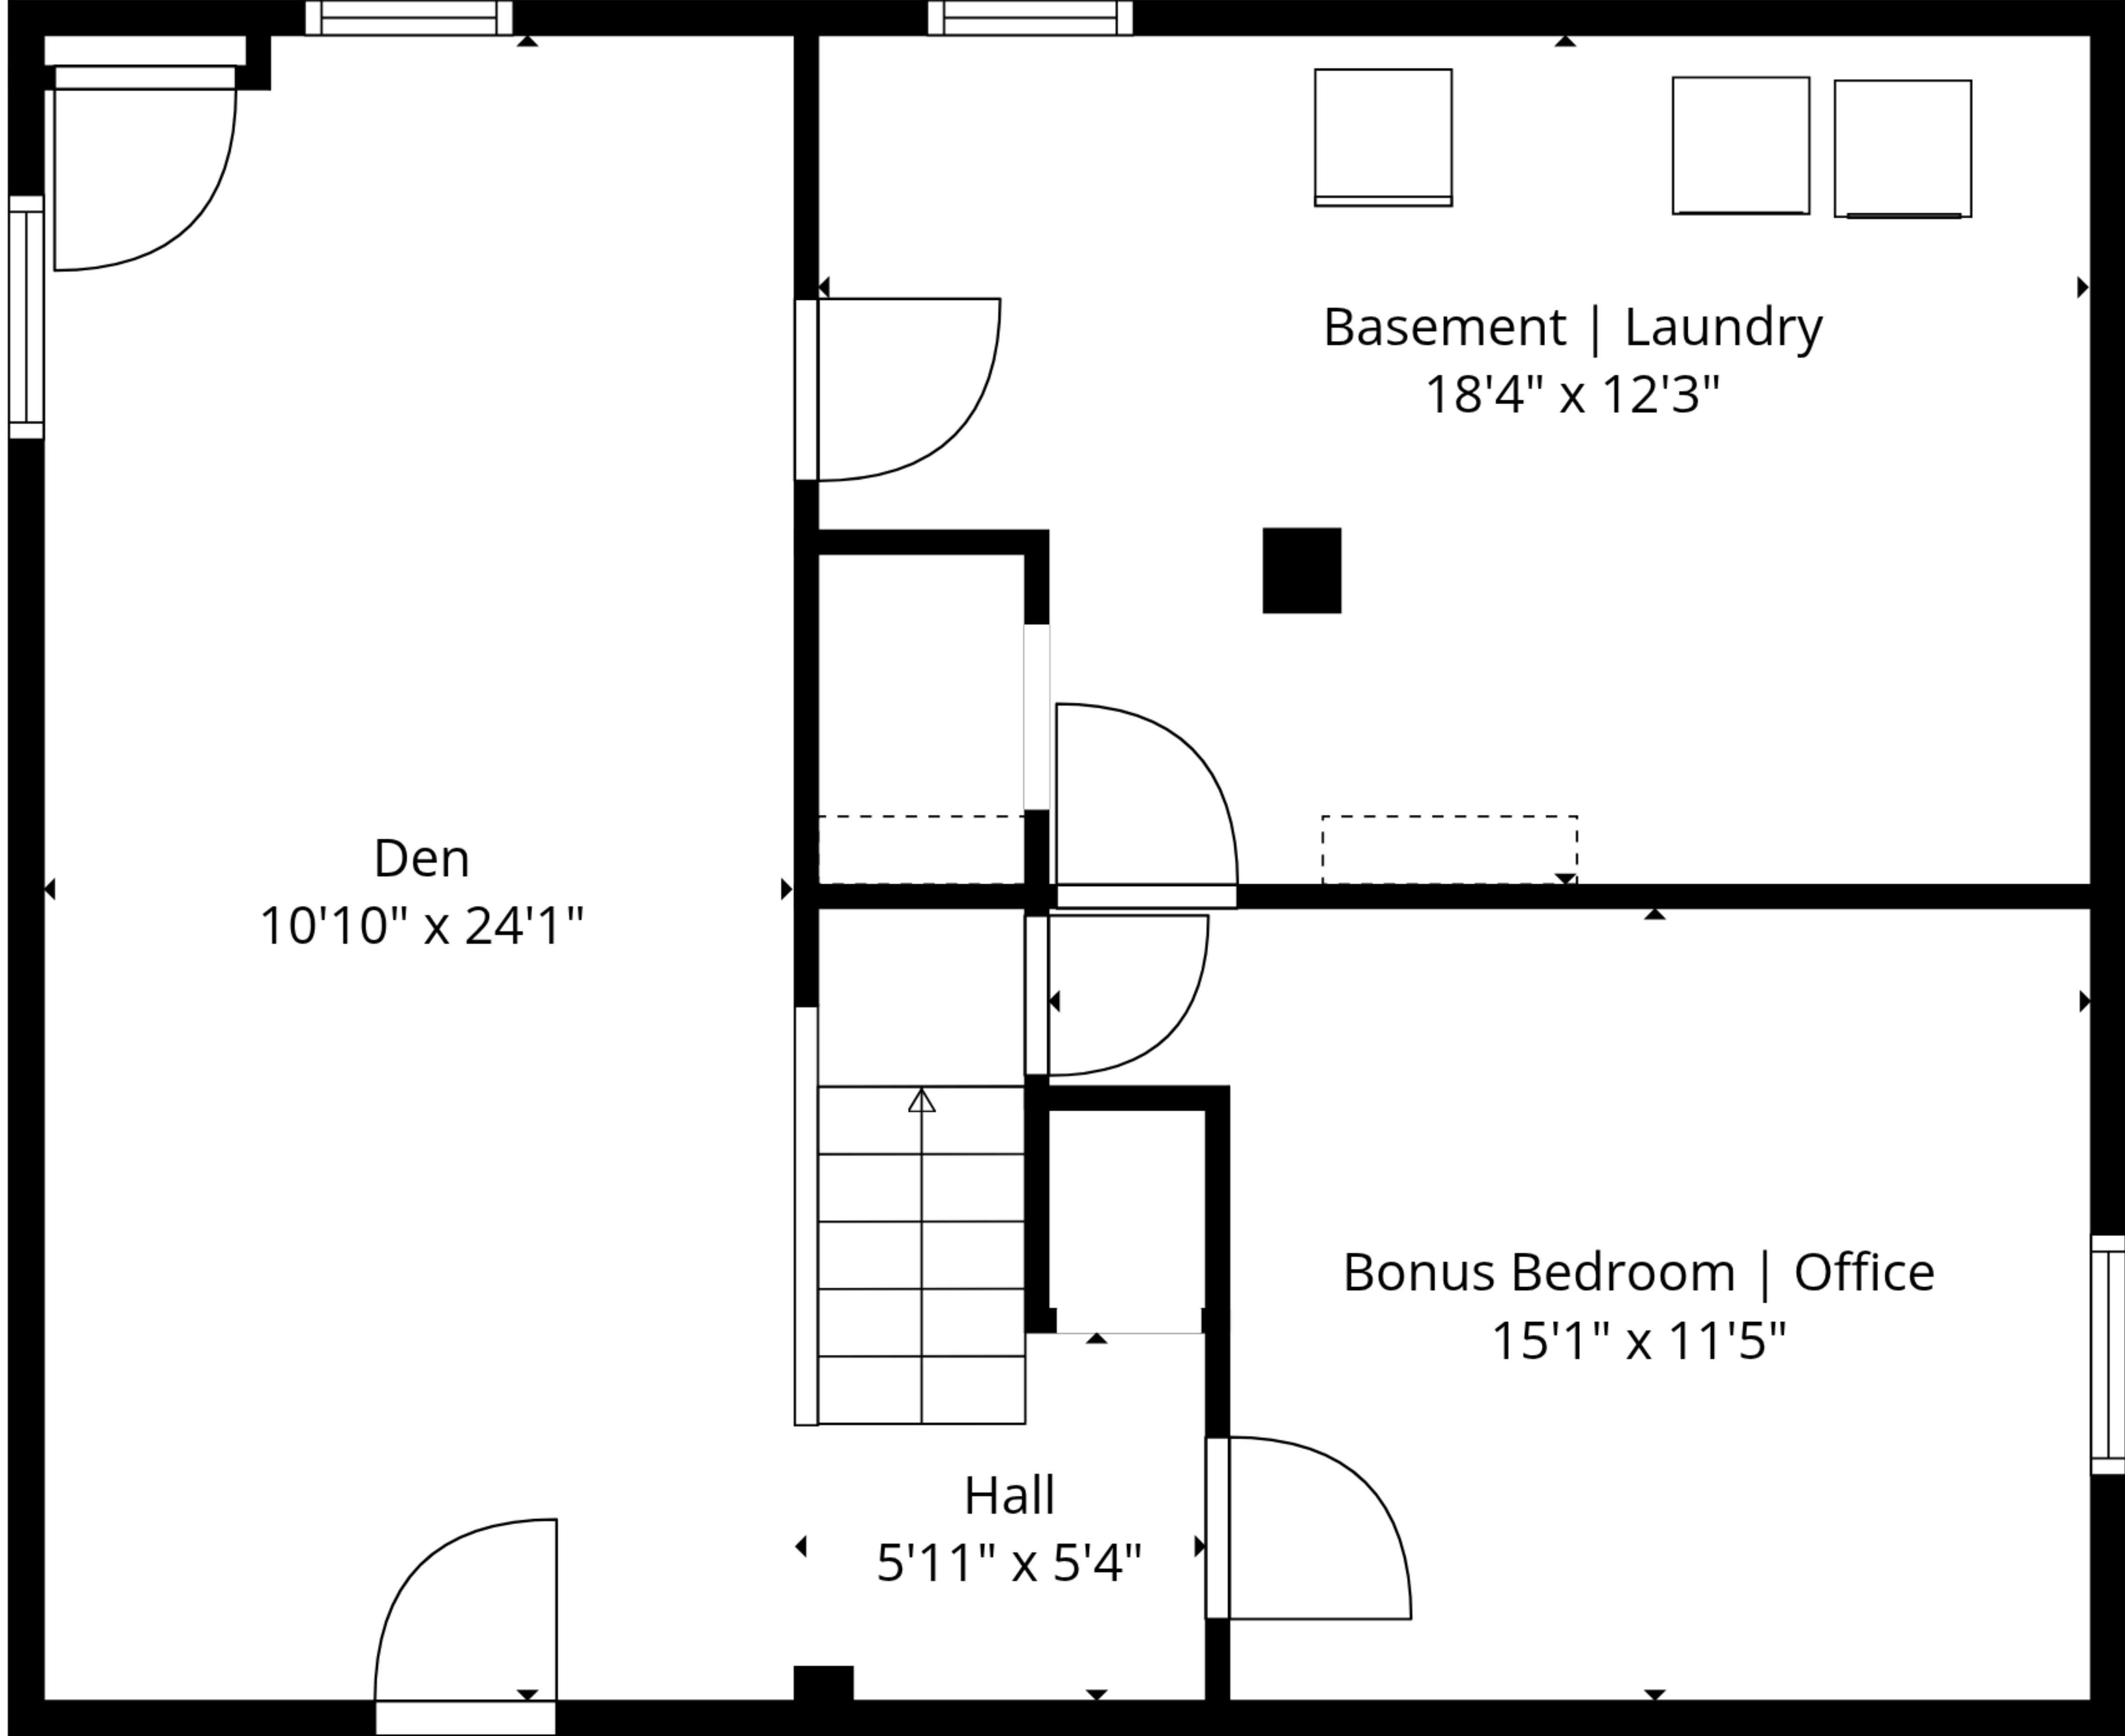 Basement | Laundry
18'4" x 12'3"
Den
10'10" x 24'1"
Bonus Bedroom | Office
15'1" x 11'5"
Hall
5'11" x 5'4"